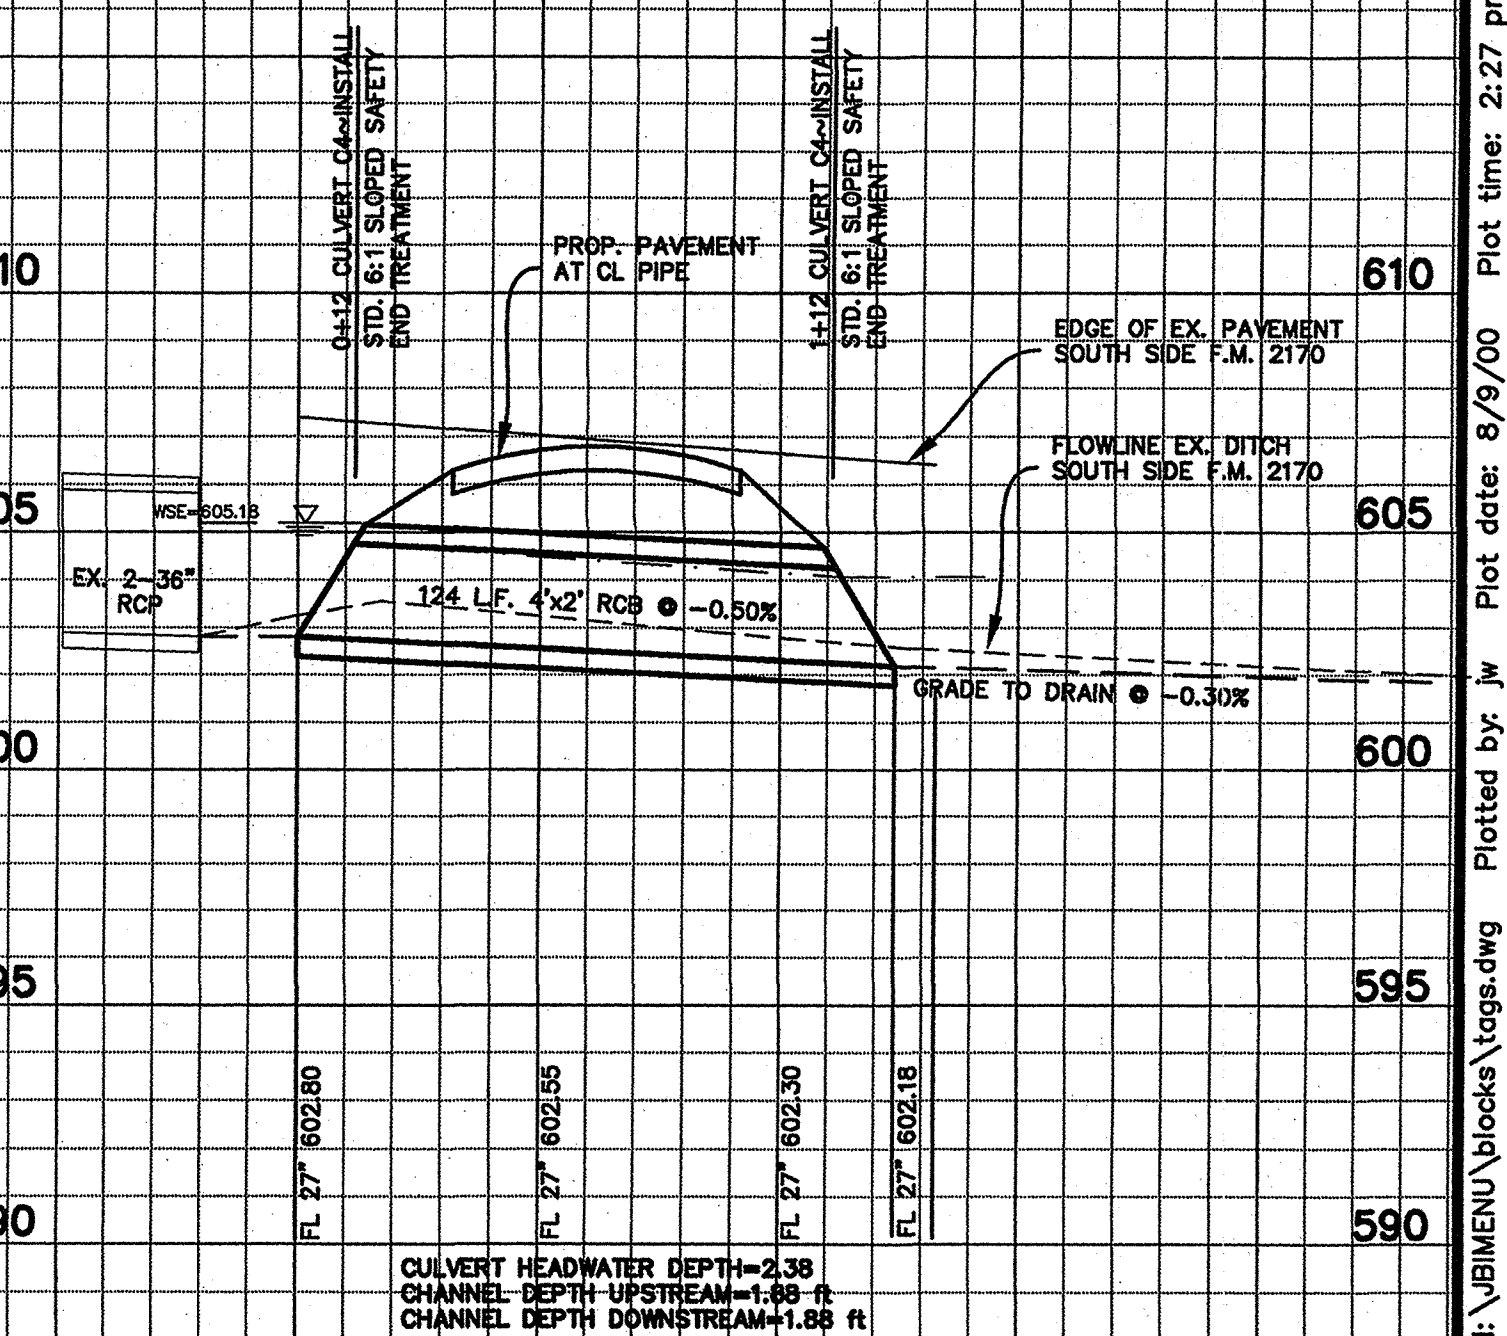 0+12 CULVERT C4~INSTALL
STD. 6:1 SLOPED SAFETY
END TREATMENT
1+12 CULVERT C4~INSTALL
STD. 6:1 SLOPED SAFETY
END TREATMENT
PROP. PAVEMENT
AT CL PIPE
10
610
EDGE OF EX. PAVEMENT
SOUTH SIDE F.M. 2170
FLOWLINE EX. DITCH
SOUTH SIDE F.M. 2170
05
WSE=605.18
605
EX. 2-36"
RCP
124 L.F. 4'x2' RCB @ -0.50%
GRADE TO DRAIN @ -0.30%
00
600
95
595
FL 27" 602.80
FL 27" 602.55
FL 27" 602.30
FL 27" 602.18
90
590
CULVERT HEADWATER DEPTH=2.38
CHANNEL DEPTH UPSTREAM=1.88 ft
CHANNEL DEPTH DOWNSTREAM=1.88 ft
\JBIMENU\blocks\tags.dwg Plotted by: jw Plot date: 8/9/00 Plot time: 2:27